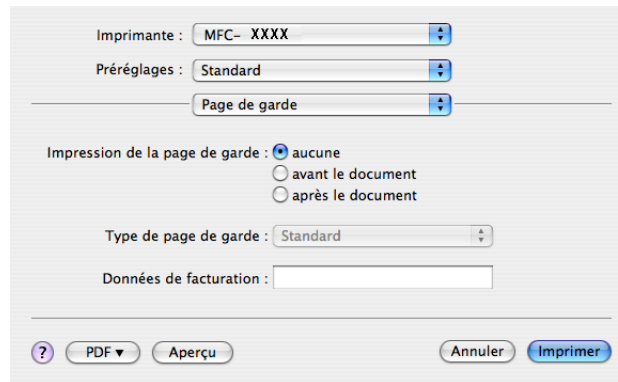 Imprimante : MFC- XXXX
Préréglages : Standard
Page de garde
Impression de la page de garde : aucune
avant le document
après le document
Type de page de garde : Standard
Données de facturation :
? PDF ▼ Aperçu Annuler Imprimer